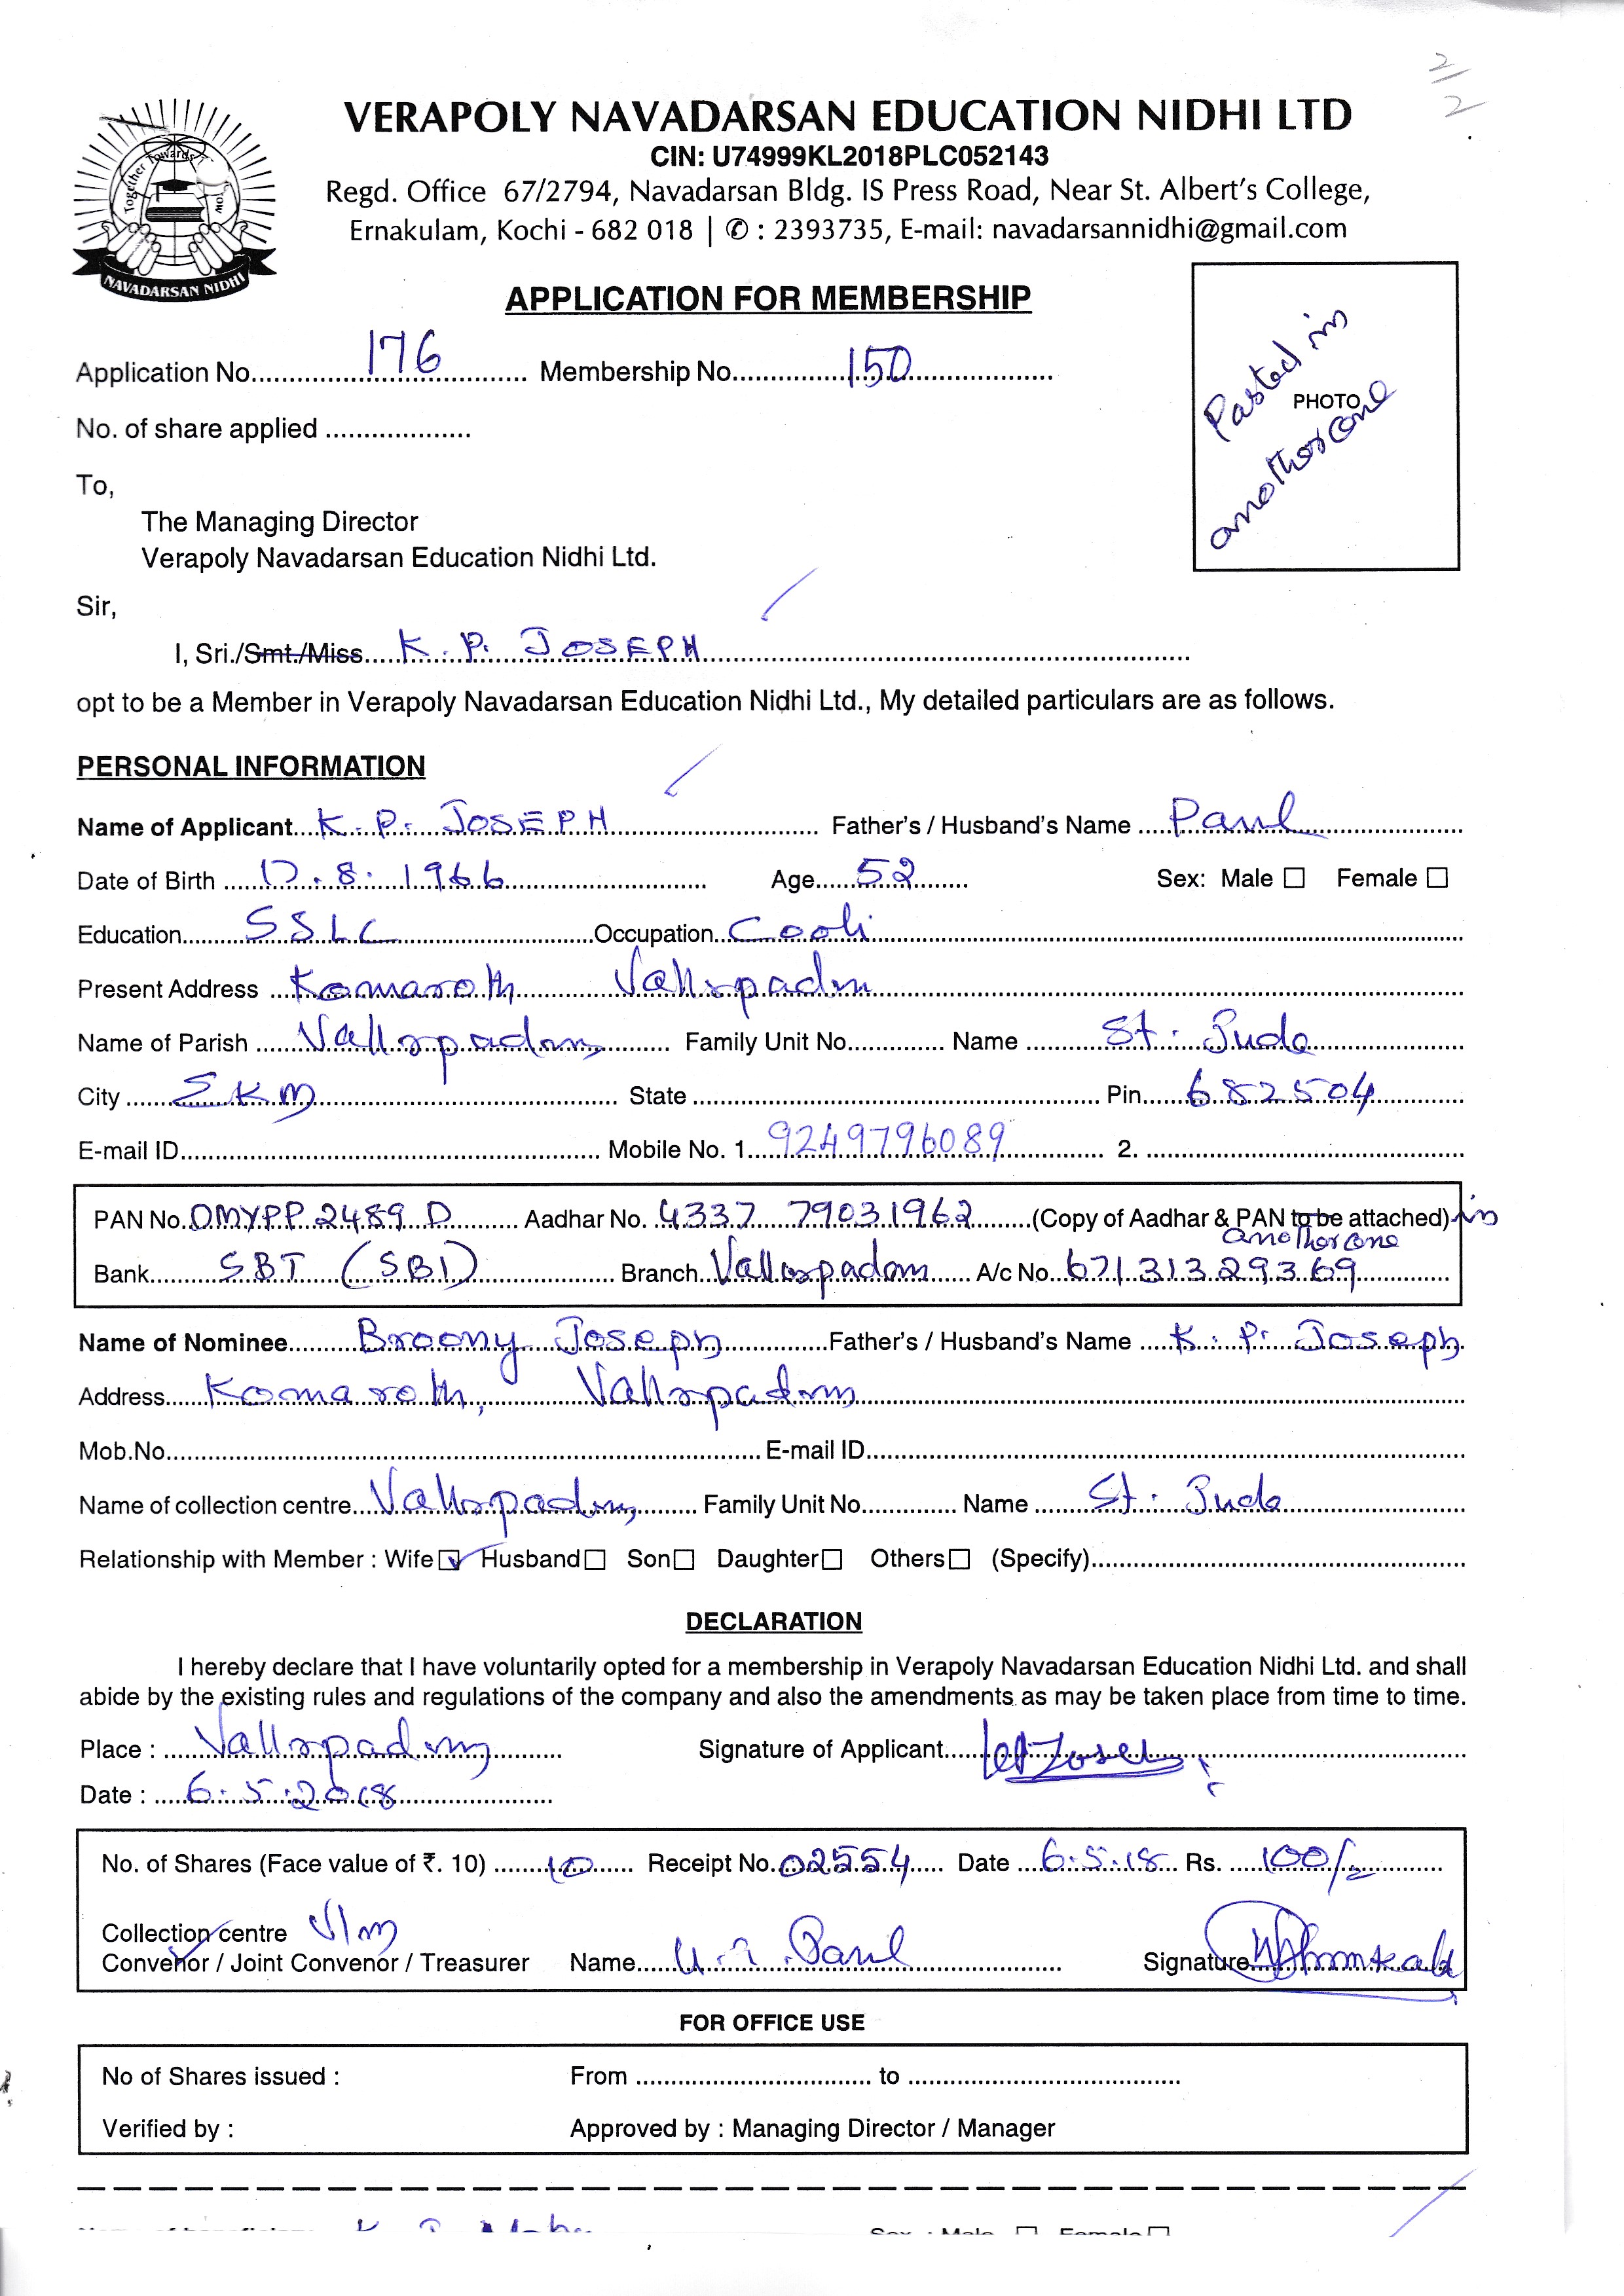 2/2
VERAPOLY NAVADARSAN EDUCATION NIDHI LTD
CIN: U74999KL2018PLC052143
Regd. Office 67/2794, Navadarsan Bldg. IS Press Road, Near St. Albert's College,
Ernakulam, Kochi - 682 018 | ✆ : 2393735, E-mail: navadarsannidhi@gmail.com
Together Towards
NAVADARSAN NIDHI
APPLICATION FOR MEMBERSHIP
Pasted in
PHOTO
another one
Application No. 176 Membership No. 150
No. of share applied
To,
The Managing Director
Verapoly Navadarsan Education Nidhi Ltd.
Sir,
I, Sri./Smt./Miss. K. P. JOSEPH
opt to be a Member in Verapoly Navadarsan Education Nidhi Ltd., My detailed particulars are as follows.
PERSONAL INFORMATION
Name of Applicant K. P. JOSEPH Father's / Husband's Name Paul
Date of Birth 17.8.1966 Age 52 Sex: Male ☐ Female ☐
Education SSLC Occupation Cooli
Present Address Komaroth Vallarpadam
Name of Parish Vallarpadam Family Unit No. Name St. Jude
City EKM State Pin 682504
E-mail ID Mobile No. 1. 9249796089 2.
PAN No. OMYPP 2489 D Aadhar No. 4337 79031962 (Copy of Aadhar & PAN to be attached) in
another one
Bank SBT (SBI) Branch Vallarpadam A/c No. 67131329369
Name of Nominee Joseph Father's / Husband's Name K. P. Joseph
Address Komaroth, Vallarpadam
Mob.No. E-mail ID
Name of collection centre Vallarpadam Family Unit No. Name St. Jude
Relationship with Member : Wife ☑ Husband ☐ Son ☐ Daughter ☐ Others ☐ (Specify)
DECLARATION
I hereby declare that I have voluntarily opted for a membership in Verapoly Navadarsan Education Nidhi Ltd. and shall
abide by the existing rules and regulations of the company and also the amendments as may be taken place from time to time.
Place : Vallarpadam Signature of Applicant
Date : 6.5.2018
No. of Shares (Face value of ₹. 10) 10 Receipt No. 02554 Date 6.5.18 Rs. 100/-
Collection centre Vlm
Convenor / Joint Convenor / Treasurer Name Paul Signature
FOR OFFICE USE
No of Shares issued : From to
Verified by : Approved by : Managing Director / Manager